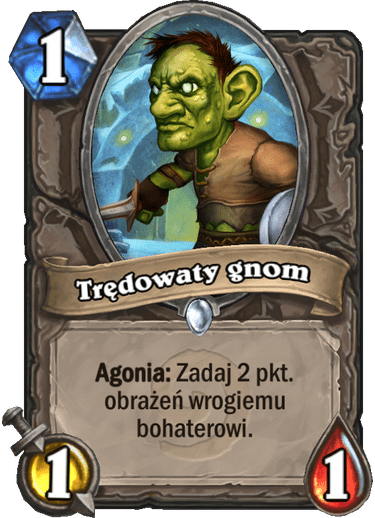 1
Trędowaty gnom
Agonia: Zadaj 2 pkt.
obrażeń wrogiemu
bohaterowi.
1
1